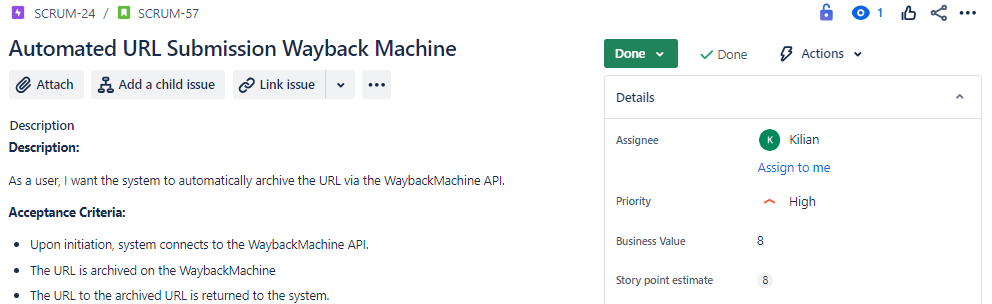 SCRUM-24 / SCRUM-57
1
Automated URL Submission Wayback Machine
Attach
Add a child issue
Link issue
Description
Description:
As a user, I want the system to automatically archive the URL via the WaybackMachine API.
Acceptance Criteria:
• Upon initiation, system connects to the WaybackMachine API.
• The URL is archived on the WaybackMachine
• The URL to the archived URL is returned to the system.
Done
Done
Actions
Details
Assignee
K Kilian
Assign to me
Priority
High
Business Value
8
Story point estimate
8